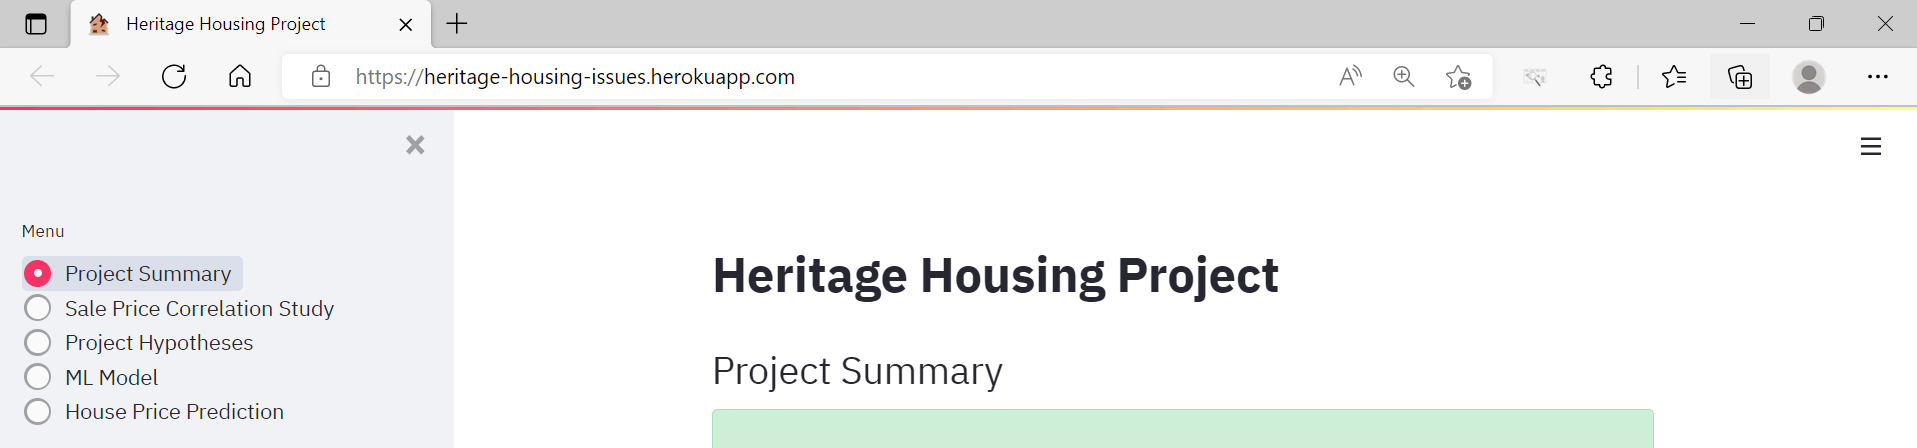 Heritage Housing Project
https://heritage-housing-issues.herokuapp.com
Menu
Project Summary
Sale Price Correlation Study
Project Hypotheses
ML Model
House Price Prediction
Heritage Housing Project
Project Summary